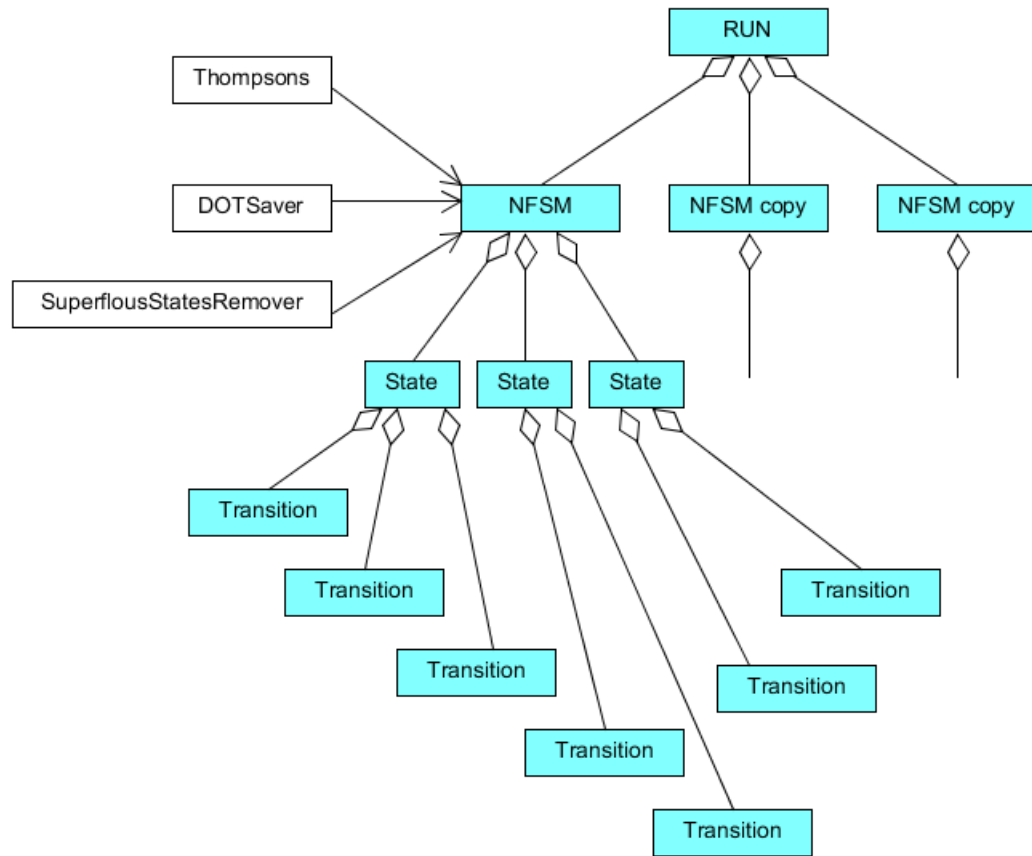 RUN
Thompsons
DOTSaver
NFSM
NFSM copy
NFSM copy
SuperflousStatesRemover
State
State
State
Transition
Transition
Transition
Transition
Transition
Transition
Transition